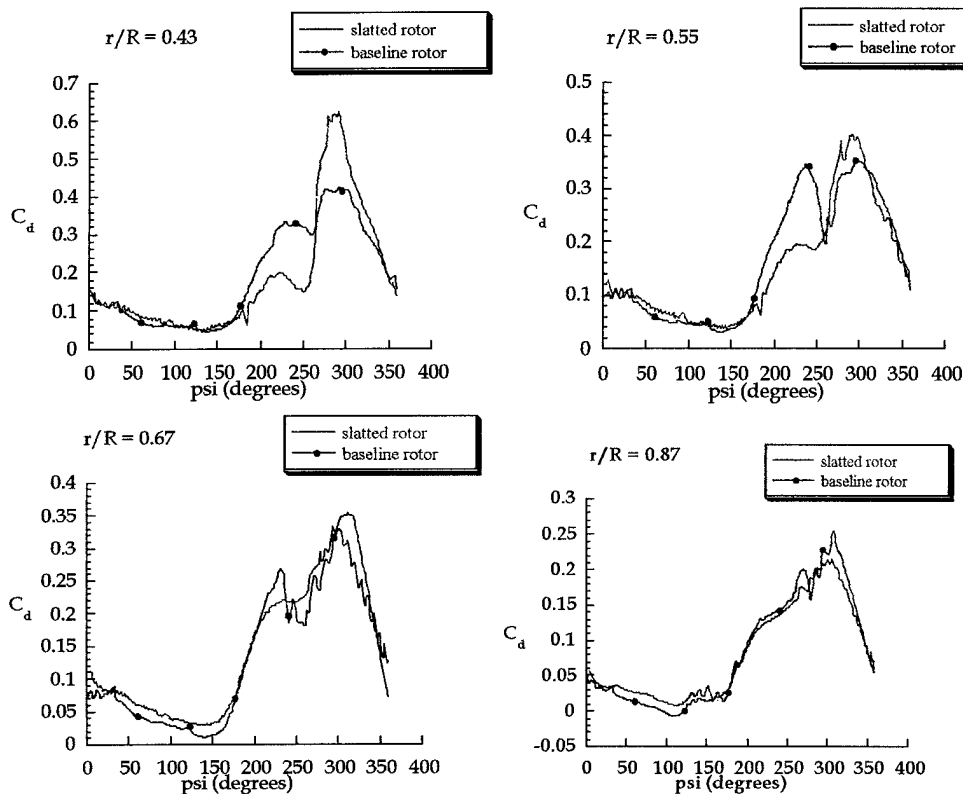 r/R = 0.43
slatted rotor
baseline rotor
0.7
0.6
0.5
0.4
0.3
0.2
0.1
0
C_d
0 50 100 150 200 250 300 350 400
psi (degrees)
r/R = 0.55
slatted rotor
baseline rotor
0.5
0.4
0.3
0.2
0.1
0
C_d
0 50 100 150 200 250 300 350 400
psi (degrees)
r/R = 0.67
slatted rotor
baseline rotor
0.4
0.35
0.3
0.25
0.2
0.15
0.1
0.05
0
C_d
0 50 100 150 200 250 300 350 400
psi (degrees)
r/R = 0.87
slatted rotor
baseline rotor
0.3
0.25
0.2
0.15
0.1
0.05
0
-0.05
C_d
0 50 100 150 200 250 300 350 400
psi (degrees)